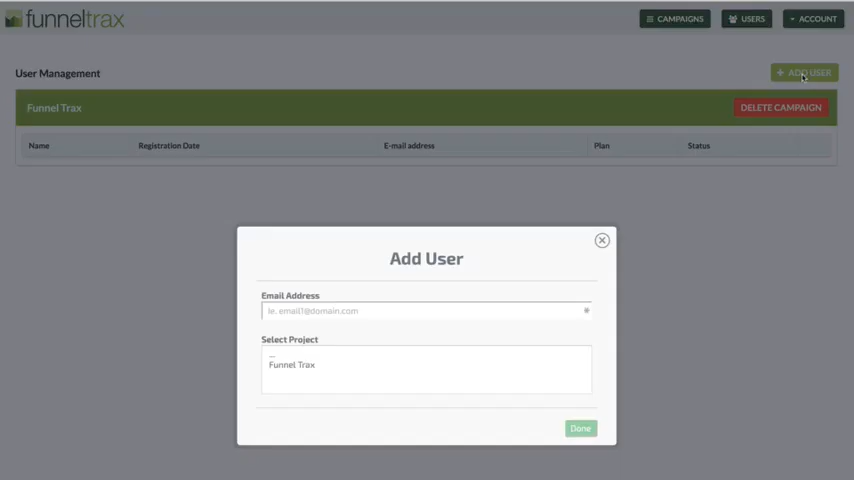 funneltrax
CAMPAIGNS
USERS
ACCOUNT
User Management
+ ADD USER
Funnel Trax
DELETE CAMPAIGN
Name
Registration Date
E-mail address
Plan
Status
Add User
Email Address
ie. email1@domain.com
Select Project
...
Funnel Trax
Done